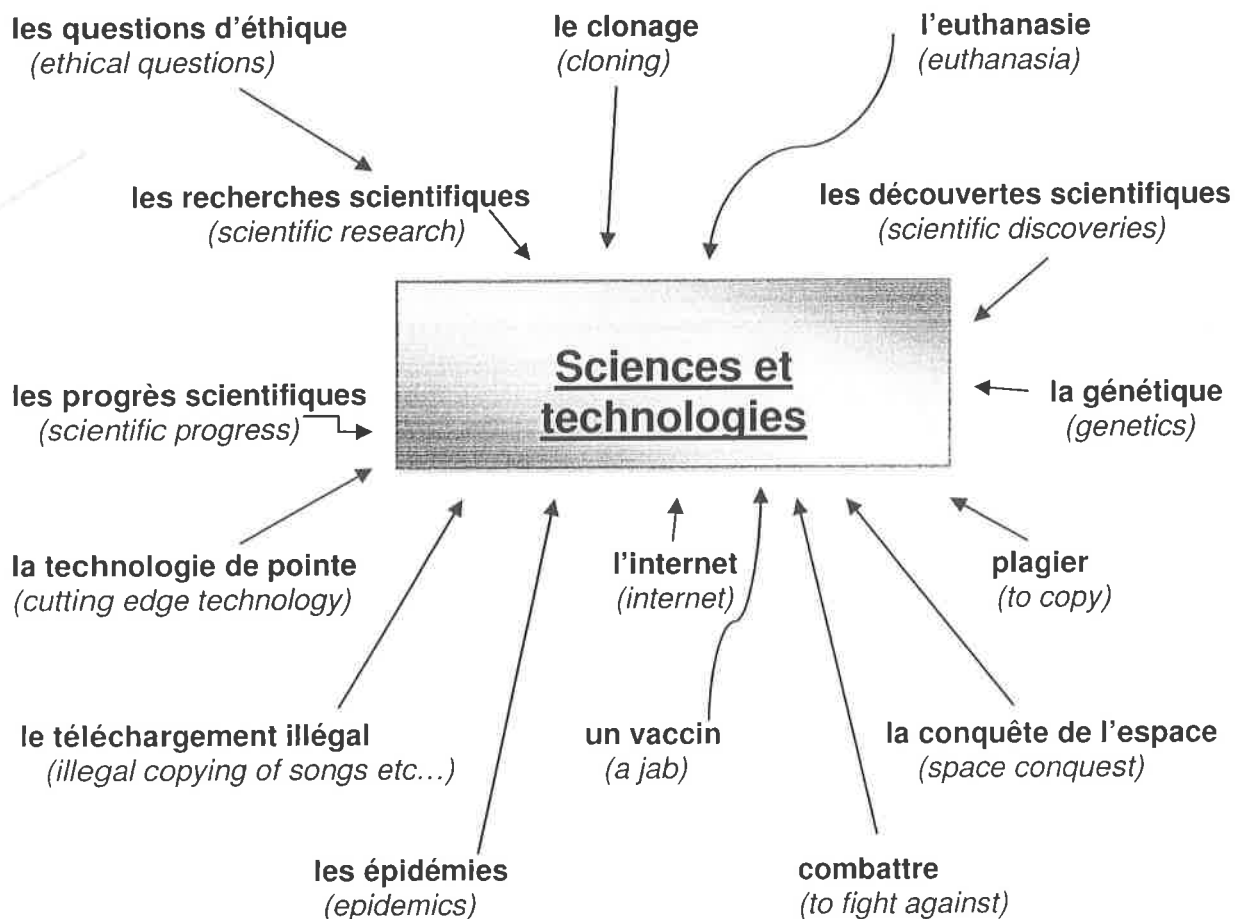 les questions d'éthique
(ethical questions)
le clonage
(cloning)
l'euthanasie
(euthanasia)
les recherches scientifiques
(scientific research)
les découvertes scientifiques
(scientific discoveries)
Sciences et
technologies
les progrès scientifiques
(scientific progress)
la génétique
(genetics)
la technologie de pointe
(cutting edge technology)
l'internet
(internet)
plagier
(to copy)
le téléchargement illégal
(illegal copying of songs etc...)
un vaccin
(a jab)
la conquête de l'espace
(space conquest)
les épidémies
(epidemics)
combattre
(to fight against)